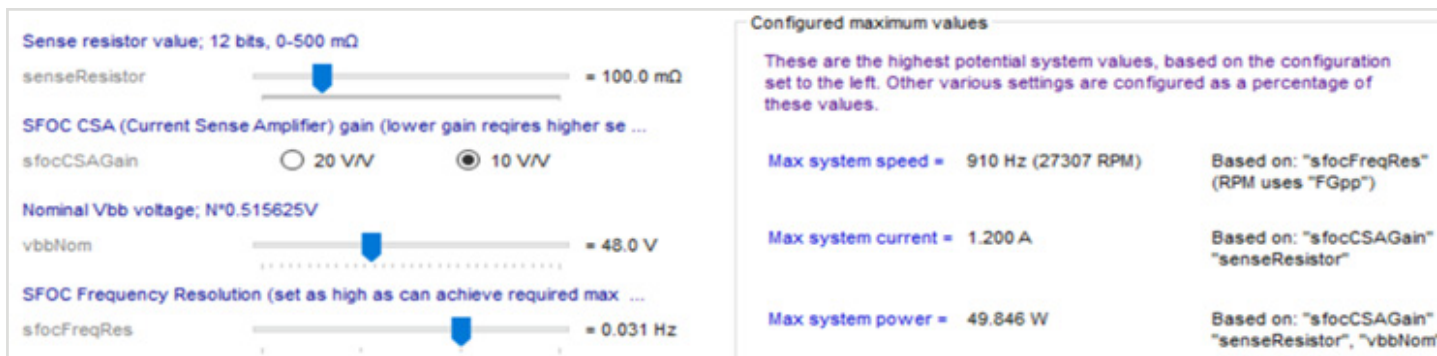 Sense resistor value; 12 bits, 0-500 mΩ
senseResistor = 100.0 mΩ
SFOC CSA (Current Sense Amplifier) gain (lower gain reqires higher se ...
sfocCSAGain 20 V/V 10 V/V
Nominal Vbb voltage; N*0.515625V
vbbNom = 48.0 V
SFOC Frequency Resolution (set as high as can achieve required max ...
sfocFreqRes = 0.031 Hz
Configured maximum values
These are the highest potential system values, based on the configuration
set to the left. Other various settings are configured as a percentage of
these values.
Max system speed = 910 Hz (27307 RPM) Based on: "sfocFreqRes"
(RPM uses "FGpp")
Max system current = 1.200 A Based on: "sfocCSAGain"
"senseResistor"
Max system power = 49.846 W Based on: "sfocCSAGain"
"senseResistor", "vbbNom"